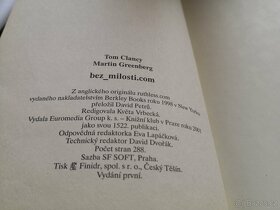 Tom Clancy
Martin Greenberg
bez_milosti.com
Z anglického originálu ruthless.com
vydaného nakladatelstvím Berkley Books roku 1998 v New Yorku
přeložil David Petrů.
Redigovala Květa Vrbecká.
Vydala Euromedia Group k. s. – Knižní klub v Praze roku 2001
jako svou 1522. publikaci.
Odpovědná redaktorka Eva Lapáčková.
Technický redaktor David Dvořák.
Počet stran 288.
Sazba SF SOFT, Praha.
Tisk Finidr, spol. s r. o., Český Těšín.
Vydání první.